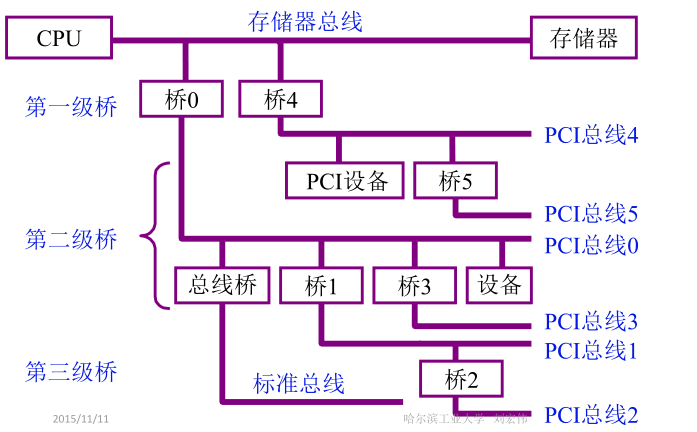 存储器总线
CPU
存储器
第一级桥
桥0
桥4
PCI总线4
PCI设备
桥5
PCI总线5
第二级桥
PCI总线0
总线桥
桥1
桥3
设备
PCI总线3
PCI总线1
第三级桥
标准总线
桥2
PCI总线2
2015/11/11
哈尔滨工业大学 刘宏伟